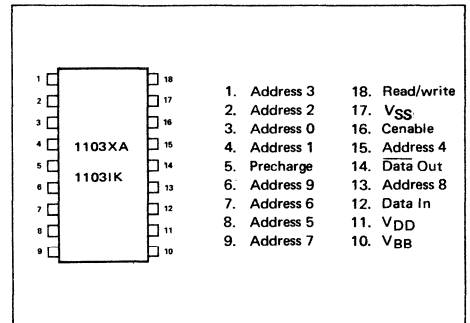 1 18
2 17
3 16
4 1103XA 15
5 1103IK 14
6 13
7 12
8 11
9 10
1. Address 3 18. Read/write
2. Address 2 17. VSS
3. Address 0 16. Cenable
4. Address 1 15. Address 4
5. Precharge 14. Data Out
6. Address 9 13. Address 8
7. Address 6 12. Data In
8. Address 5 11. VDD
9. Address 7 10. VBB